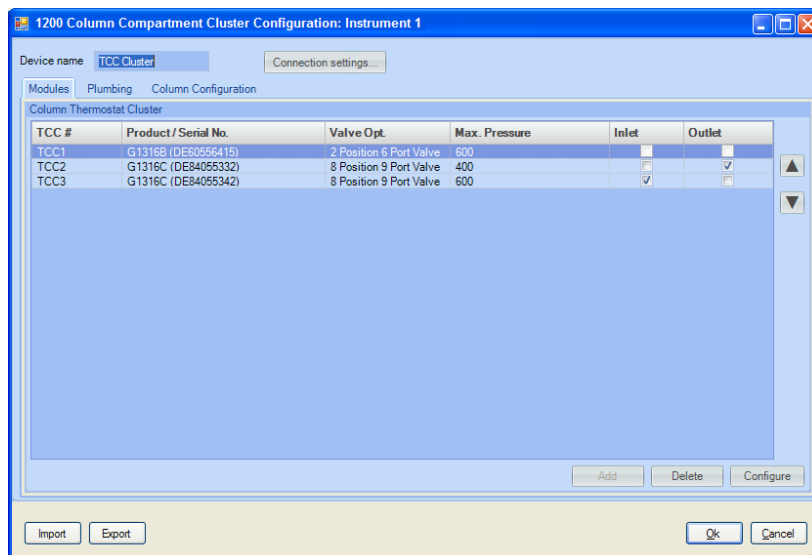 1200 Column Compartment Cluster Configuration: Instrument 1
Device name TCC Cluster Connection settings...
Modules Plumbing Column Configuration
Column Thermostat Cluster
TCC # Product / Serial No. Valve Opt. Max. Pressure Inlet Outlet
TCC1 G1316B (DE60556415) 2 Position 6 Port Valve 600
TCC2 G1316C (DE84055332) 8 Position 9 Port Valve 400
TCC3 G1316C (DE84055342) 8 Position 9 Port Valve 600
Add Delete Configure
Import Export Ok Cancel